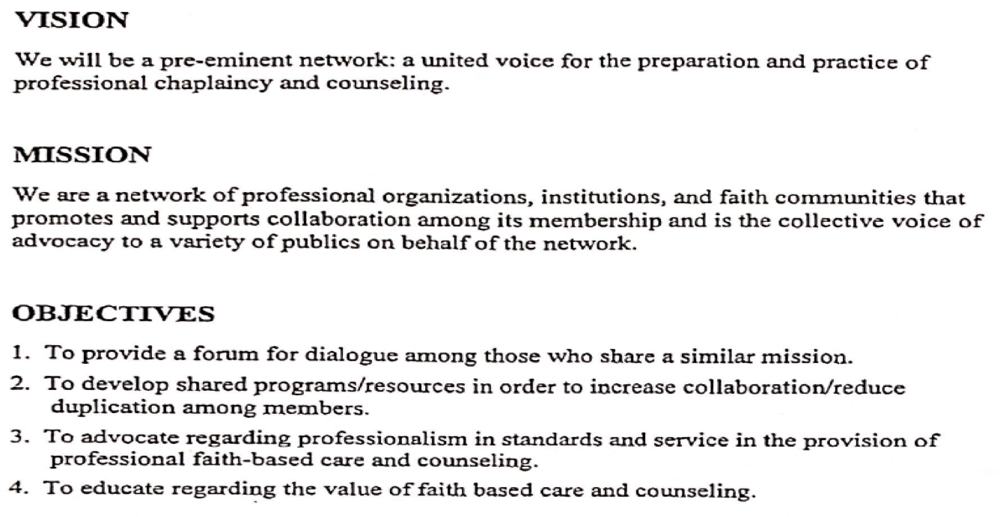 VISION
We will be a pre-eminent network: a united voice for the preparation and practice of
professional chaplaincy and counseling.
MISSION
We are a network of professional organizations, institutions, and faith communities that
promotes and supports collaboration among its membership and is the collective voice of
advocacy to a variety of publics on behalf of the network.
OBJECTIVES
1. To provide a forum for dialogue among those who share a similar mission.
2. To develop shared programs/resources in order to increase collaboration/reduce
duplication among members.
3. To advocate regarding professionalism in standards and service in the provision of
professional faith-based care and counseling.
4. To educate regarding the value of faith based care and counseling.